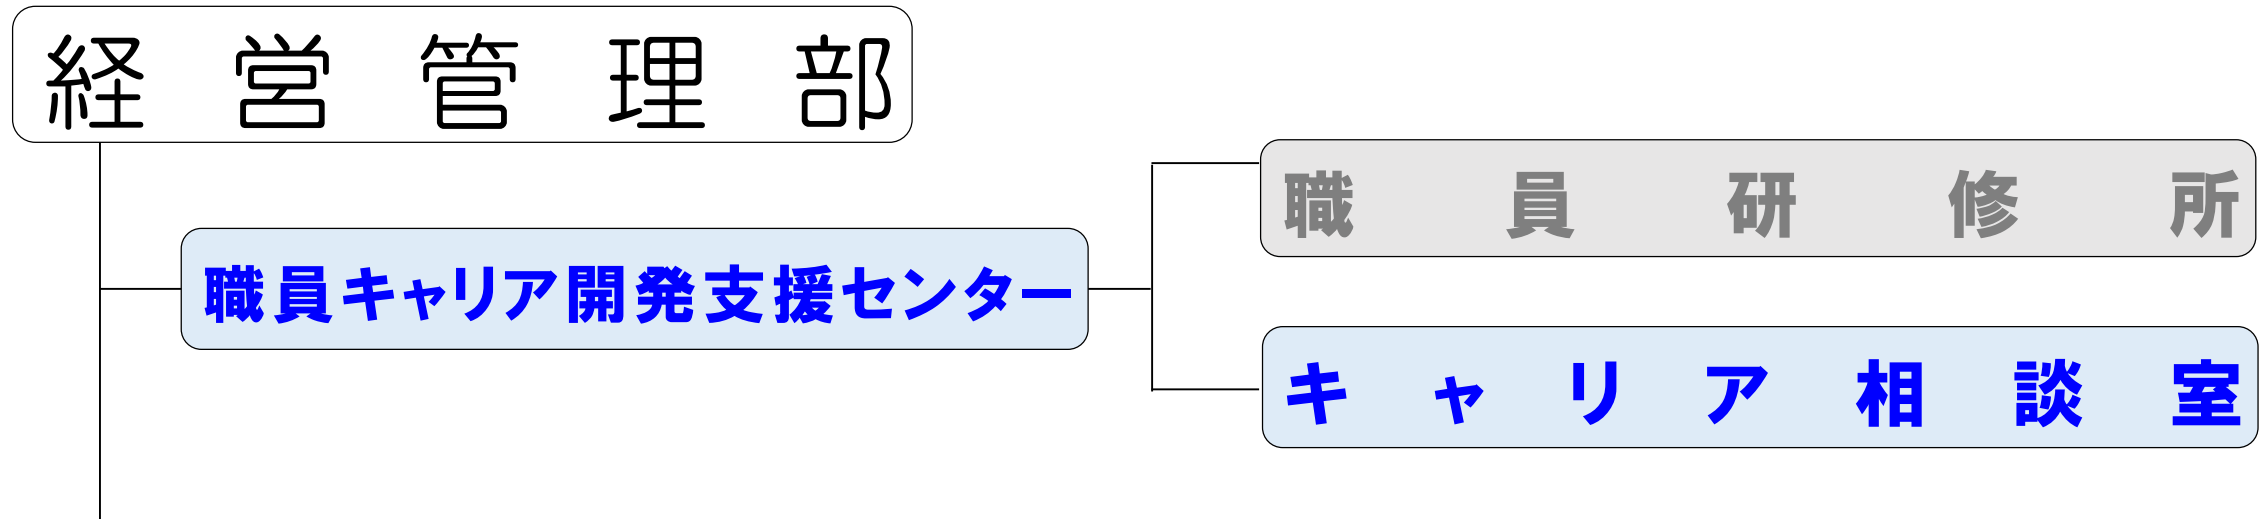 経営管理部
職員研修所
職員キャリア開発支援センター
キャリア相談室